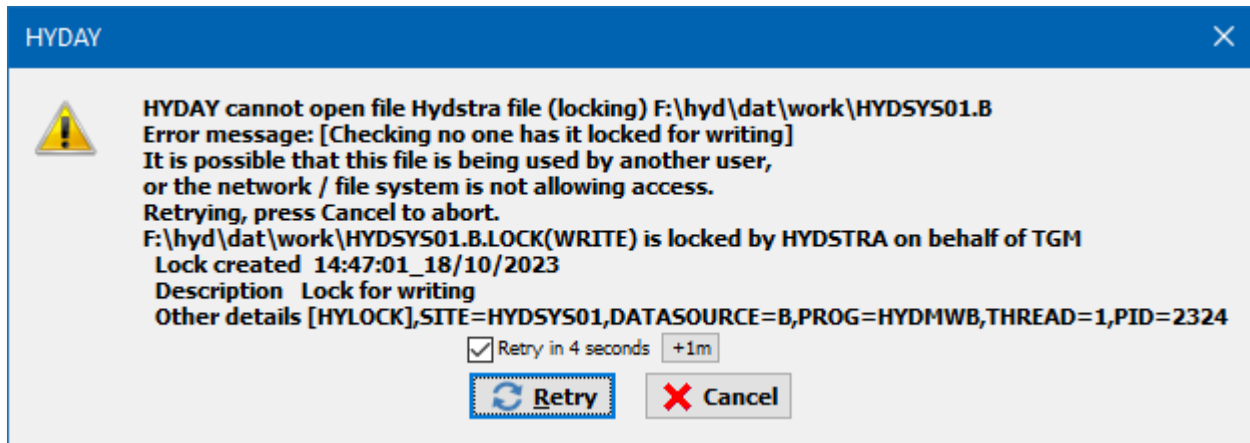 HYDAY
HYDAY cannot open file Hydstra file (locking) F:\hyd\dat\work\HYDSYS01.B
Error message: [Checking no one has it locked for writing]
It is possible that this file is being used by another user,
or the network / file system is not allowing access.
Retrying, press Cancel to abort.
F:\hyd\dat\work\HYDSYS01.B.LOCK(WRITE) is locked by HYDSTRA on behalf of TGM
Lock created 14:47:01_18/10/2023
Description Lock for writing
Other details [HYLOCK],SITE=HYDSYS01,DATASOURCE=B,PROG=HYDMWB,THREAD=1,PID=2324
Retry in 4 seconds +1m
Retry Cancel